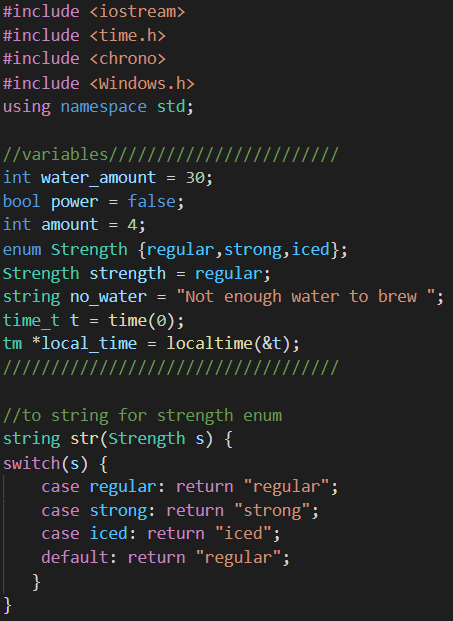 #include <iostream>
#include <time.h>
#include <chrono>
#include <Windows.h>
using namespace std;

//variables////////////////////////
int water_amount = 30;
bool power = false;
int amount = 4;
enum Strength {regular,strong,iced};
Strength strength = regular;
string no_water = "Not enough water to brew ";
time_t t = time(0);
tm *local_time = localtime(&t);
///////////////////////////////////

//to string for strength enum
string str(Strength s) {
switch(s) {
    case regular: return "regular";
    case strong: return "strong";
    case iced: return "iced";
    default: return "regular";
   }
}